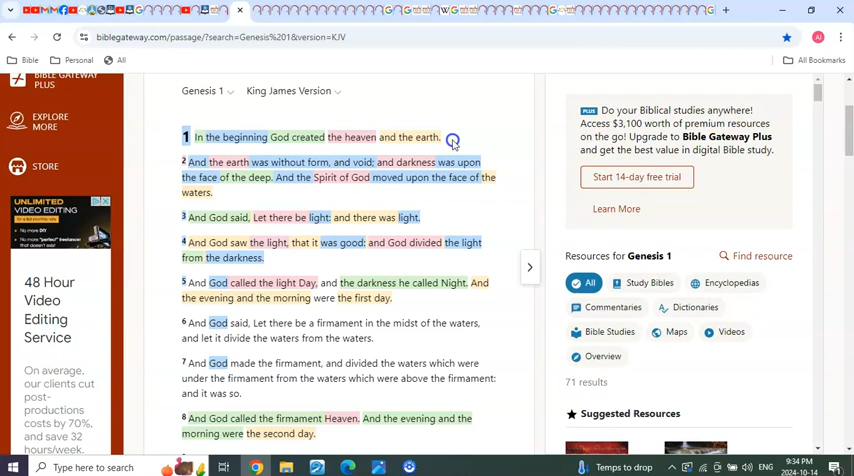 biblegateway.com/passage/?search=Genesis%201&version=KJV
AI
Bible
Personal
All
All Bookmarks
BIBLE GATEWAY
PLUS
EXPLORE
MORE
STORE
UNLIMITED
VIDEO EDITING
No more DIY
No more "perfect" freelancer
that doesn't exist
48 Hour
Video
Editing
Service
On average,
our clients cut
post-
productions
costs by 70%,
and save 32
hours/week.
Genesis 1
King James Version
1 In the beginning God created the heaven and the earth.
2 And the earth was without form, and void; and darkness was upon
the face of the deep. And the Spirit of God moved upon the face of the
waters.
3 And God said, Let there be light: and there was light.
4 And God saw the light, that it was good: and God divided the light
from the darkness.
5 And God called the light Day, and the darkness he called Night. And
the evening and the morning were the first day.
6 And God said, Let there be a firmament in the midst of the waters,
and let it divide the waters from the waters.
7 And God made the firmament, and divided the waters which were
under the firmament from the waters which were above the firmament:
and it was so.
8 And God called the firmament Heaven. And the evening and the
morning were the second day.
PLUS Do your Biblical studies anywhere!
Access $3,100 worth of premium resources
on the go! Upgrade to Bible Gateway Plus
and get the best value in digital Bible study.
Start 14-day free trial
Learn More
Resources for Genesis 1
Find resource
All
Study Bibles
Encyclopedias
Commentaries
Dictionaries
Bible Studies
Maps
Videos
Overview
71 results
Suggested Resources
Type here to search
Temps to drop
ENG
9:34 PM
2024-10-14